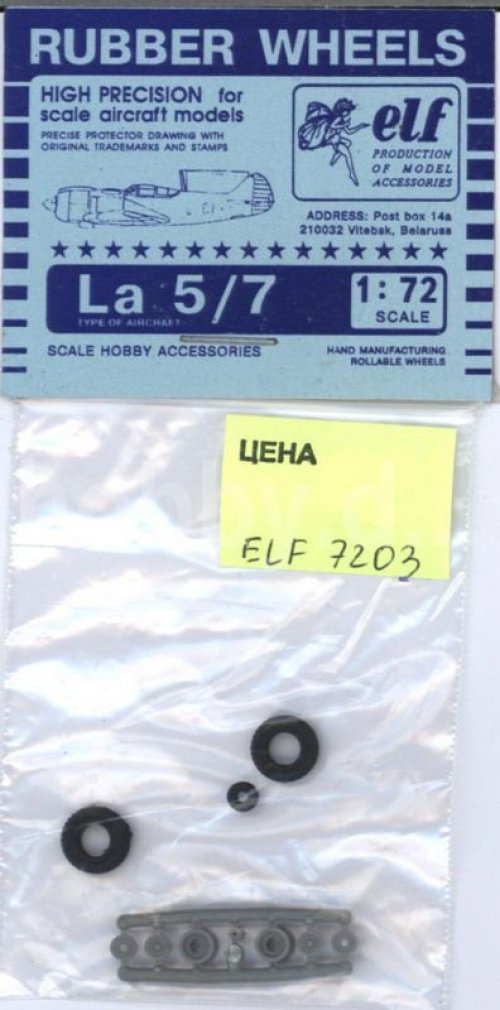 RUBBER WHEELS
HIGH PRECISION for
scale aircraft models
PRECISE PROTECTOR DRAWING WITH
ORIGINAL TRADEMARKS AND STAMPS
elf
PRODUCTION
OF MODEL
ACCESSORIES
ADDRESS: Post box 14a
210032 Vitebsk, Belaruss
La 5/7
TYPE OF AIRCRAFT
1:72
SCALE
SCALE HOBBY ACCESSORIES
HAND MANUFACTURING
ROLLABLE WHEELS
ЦЕНА
ELF 7203